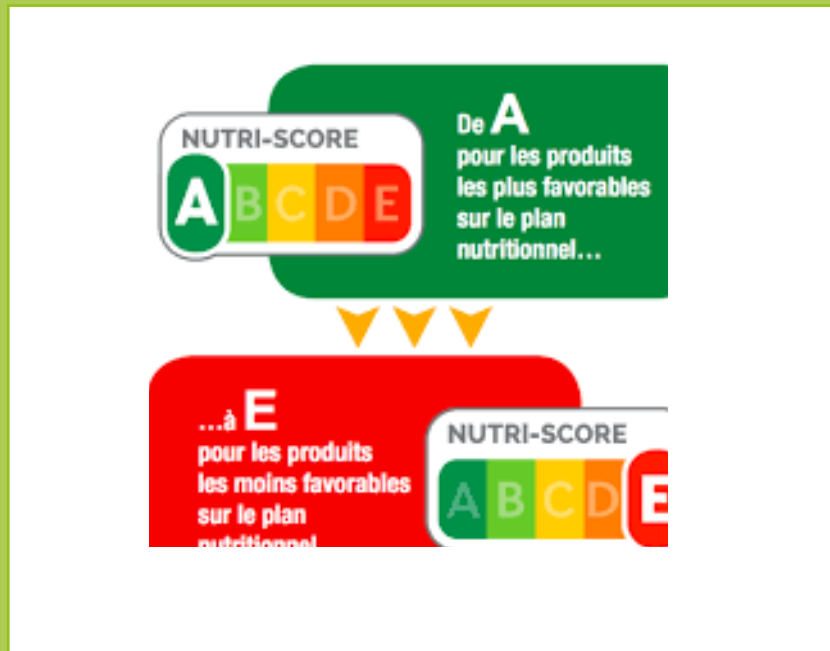 NUTRI-SCORE
A B C D E
De A
pour les produits
les plus favorables
sur le plan
nutritionnel...
...à E
pour les produits
les moins favorables
sur le plan
nutritionnel
NUTRI-SCORE
A B C D E